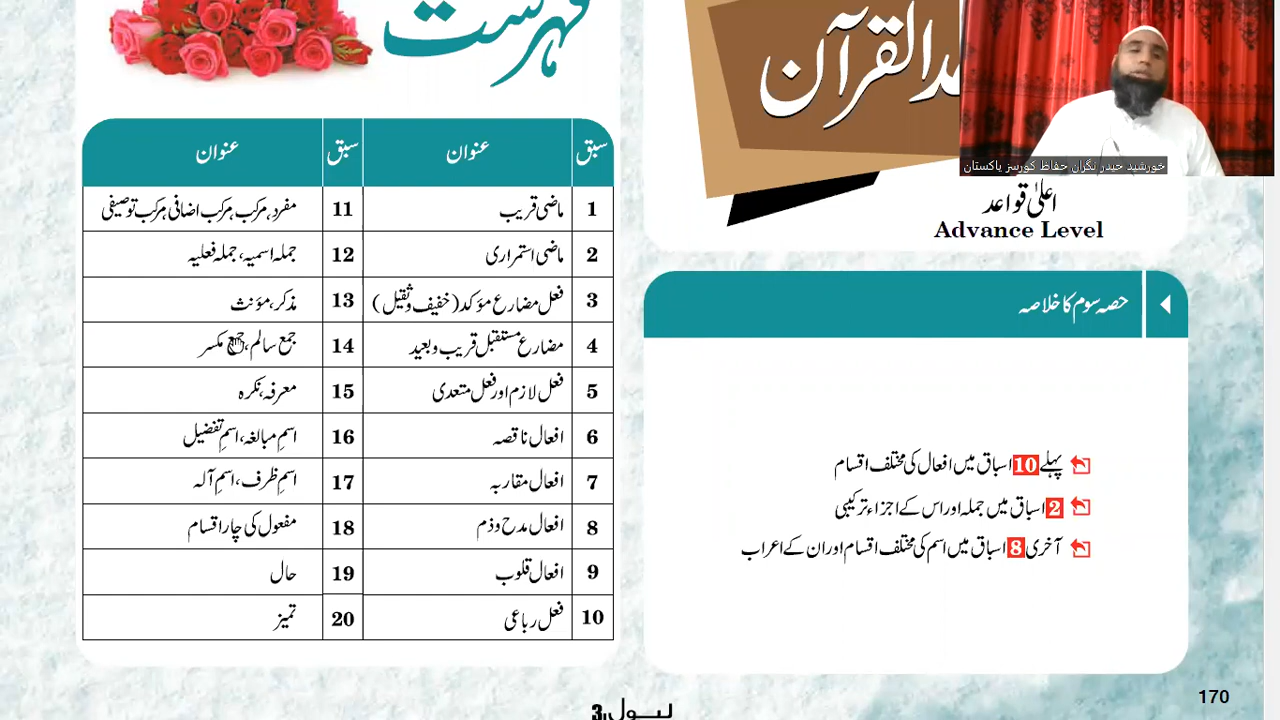 فہرست
سبق عنوان سبق عنوان
1 ماضی قریب 11 مفرد، مرکب، مرکب اضافی، مرکب توصیفی
2 ماضی استمراری 12 جملہ اسمیہ، جملہ فعلیہ
3 فعل مضارع مؤکد (خفیف و ثقیل) 13 مذکر، مؤنث
4 مضارع مستقبل قریب و بعید 14 جمع سالم، جمع مکسر
5 فعل لازم اور فعل متعدی 15 معرفہ، نکرہ
6 افعال ناقصہ 16 اسمِ مبالغہ، اسمِ تفضیل
7 افعال مقاربہ 17 اسمِ ظرف، اسمِ آلہ
8 افعال مدح و ذم 18 مفعول کی چار اقسام
9 افعال قلوب 19 حال
10 فعل رباعی 20 تمیز
القرآن
خورشید حیدر نگران حفاظ کورسز پاکستان
اعلیٰ قواعد
Advance Level
حصہ سوم کا خلاصہ
پہلے 10 اسباق میں افعال کی مختلف اقسام
2 اسباق میں جملہ اور اس کے اجزاء ترکیبی
آخری 8 اسباق میں اسم کی مختلف اقسام اور ان کے اعراب
170
لیول 3